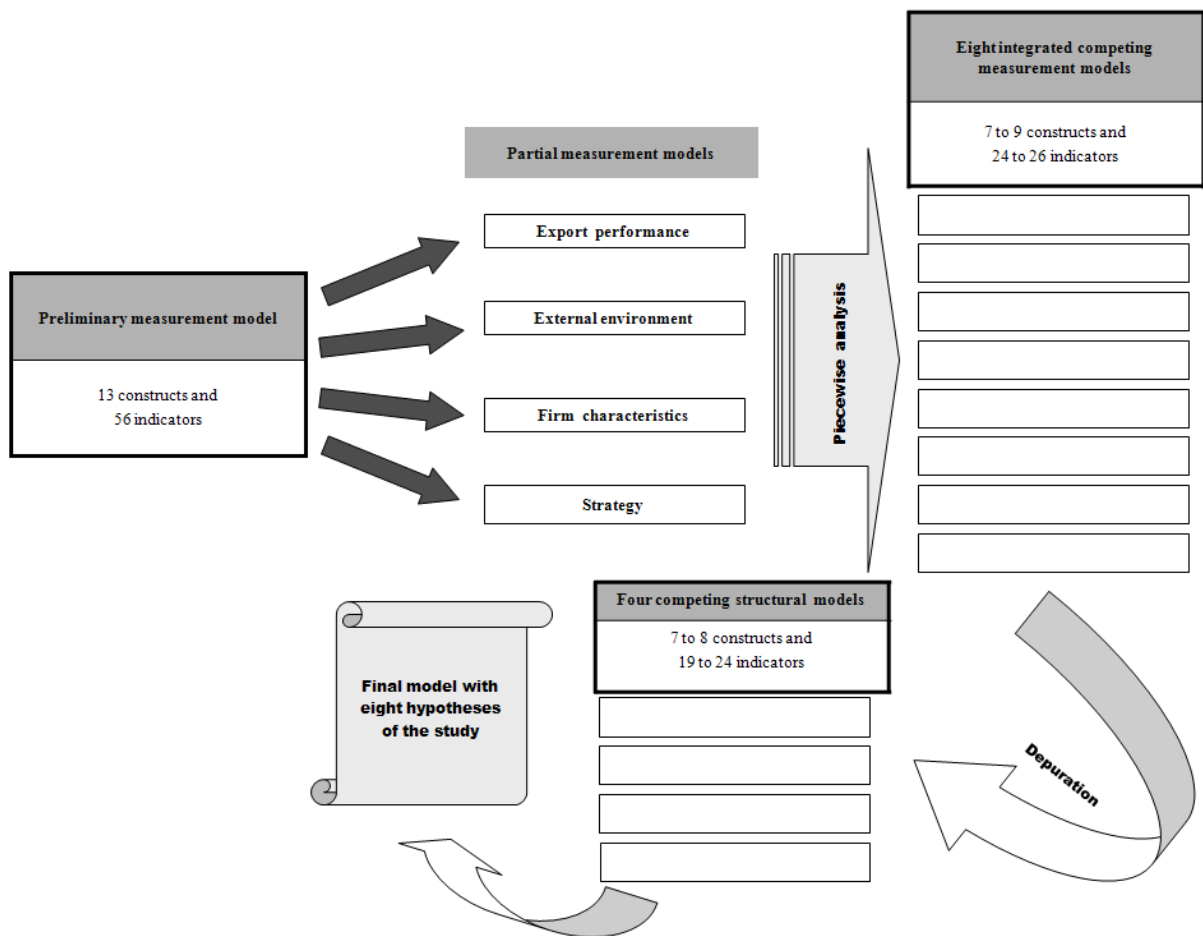 Preliminary measurement model
13 constructs and
56 indicators
Partial measurement models
Export performance
External environment
Firm characteristics
Strategy
Piecewise analysis
Eight integrated competing
measurement models
7 to 9 constructs and
24 to 26 indicators
Depuration
Four competing structural models
7 to 8 constructs and
19 to 24 indicators
Final model with
eight hypotheses
of the study